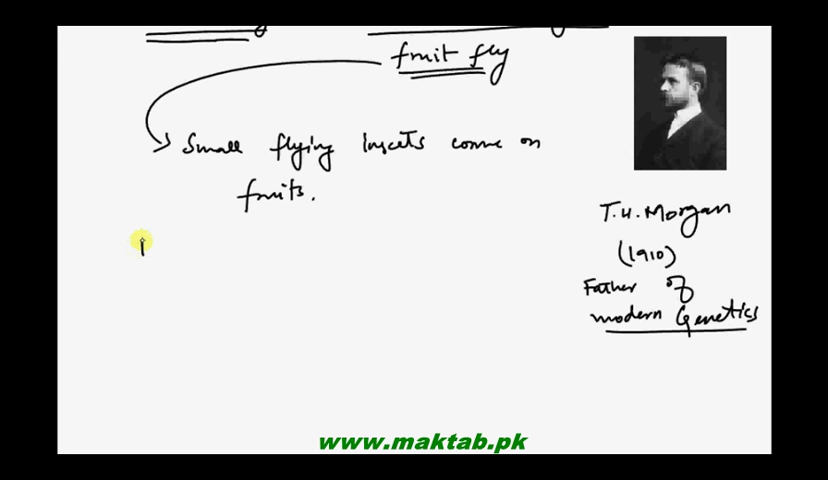 fruit fly
Small flying Insects come on
fruits.
T.H. Morgan
(1910)
Father of
modern Genetics
www.maktab.pk